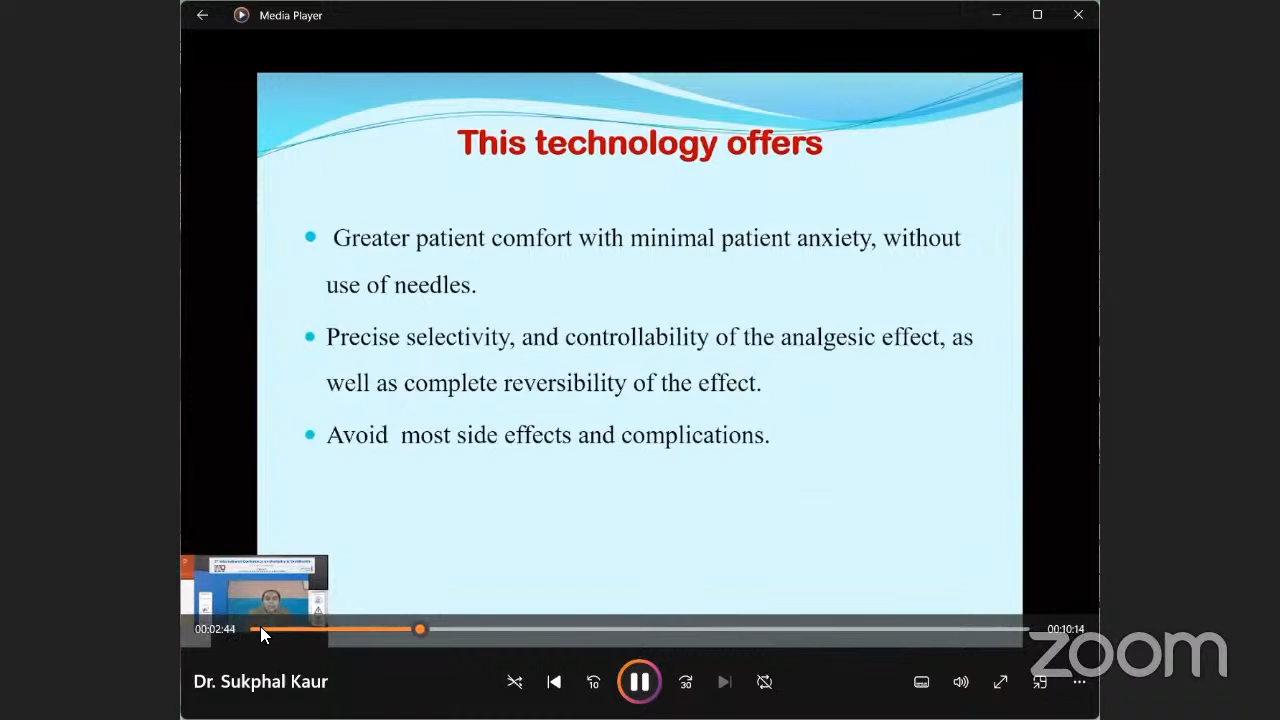 Media Player
This technology offers
Greater patient comfort with minimal patient anxiety, without
use of needles.
Precise selectivity, and controllability of the analgesic effect, as
well as complete reversibility of the effect.
Avoid most side effects and complications.
00:02:44
00:10:14
Dr. Sukphal Kaur
10
30
zoom